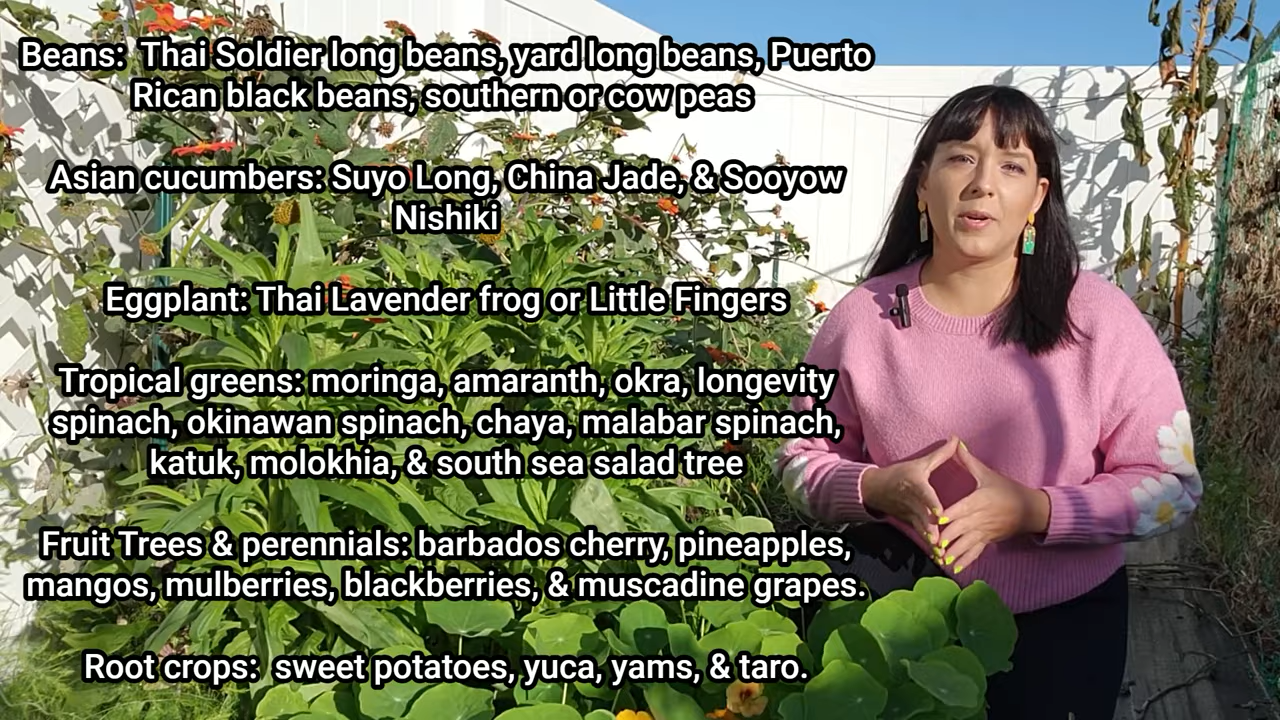 Beans: Thai Soldier long beans, yard long beans, Puerto
Rican black beans, southern or cow peas
Asian cucumbers: Suyo Long, China Jade, & Sooyow
Nishiki
Eggplant: Thai Lavender frog or Little Fingers
Tropical greens: moringa, amaranth, okra, longevity
spinach, okinawan spinach, chaya, malabar spinach,
katuk, molokhia, & south sea salad tree
Fruit Trees & perennials: barbados cherry, pineapples,
mangos, mulberries, blackberries, & muscadine grapes.
Root crops: sweet potatoes, yuca, yams, & taro.